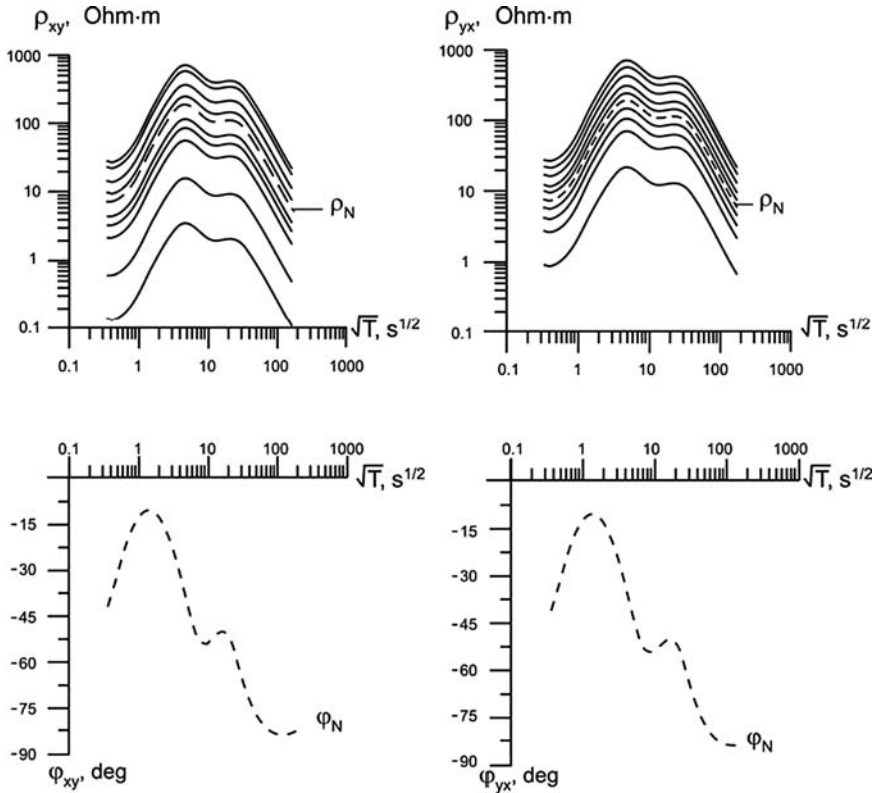 ρxy, Ohm·m
1000
100
10
1
0.1
ρN
√T, s1/2
0.1 1 10 100 1000
ρyx, Ohm·m
1000
100
10
1
0.1
ρN
√T, s1/2
0.1 1 10 100 1000
0.1 1 10 100 1000
√T, s1/2
-15
-30
-45
-60
-75
-90
φN
φxy, deg
0.1 1 10 100 1000
√T, s1/2
-15
-30
-45
-60
-75
-90
φN
φyx, deg